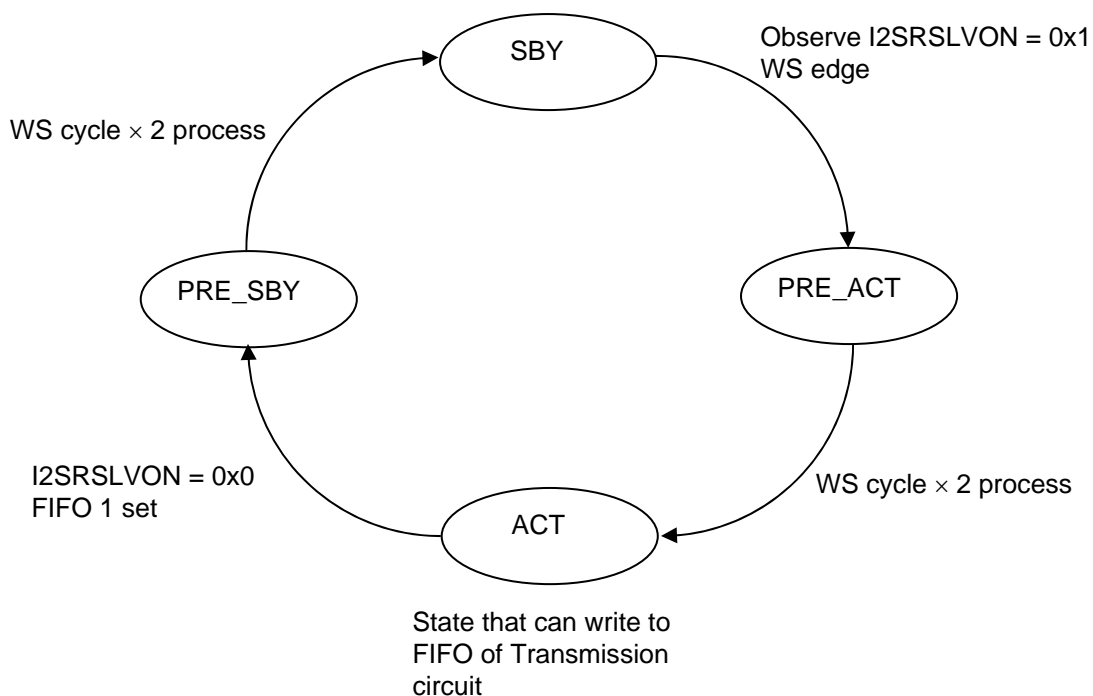 SBY
Observe I2SRSLVON = 0x1
WS edge
WS cycle × 2 process
PRE_SBY
PRE_ACT
I2SRSLVON = 0x0
FIFO 1 set
WS cycle × 2 process
ACT
State that can write to
FIFO of Transmission
circuit